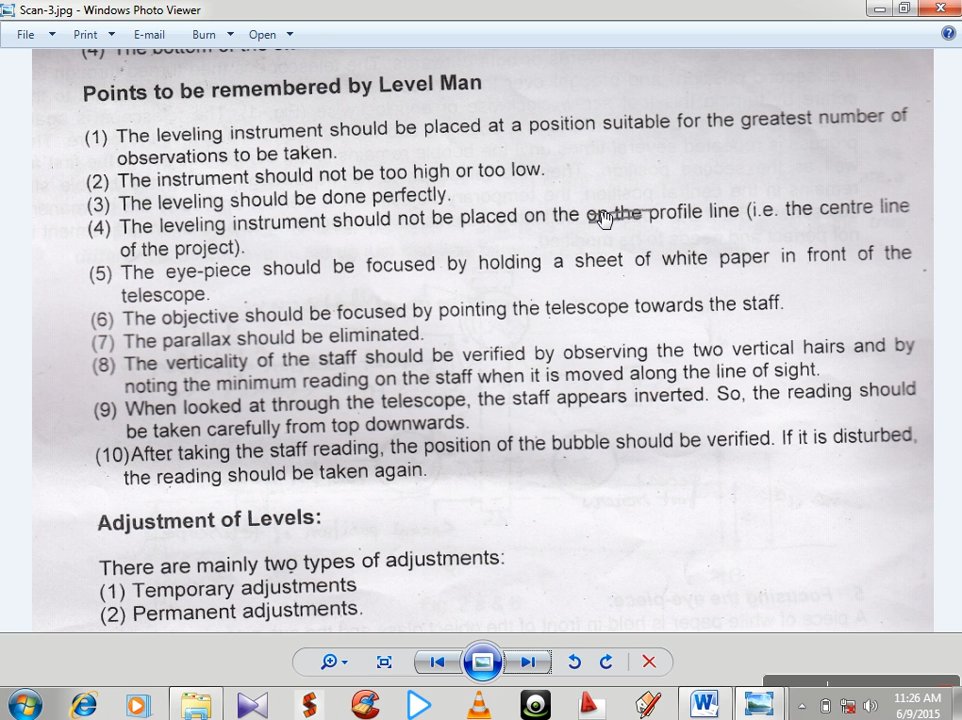 Scan-3.jpg - Windows Photo Viewer
File Print E-mail Burn Open
Points to be remembered by Level Man
(1) The leveling instrument should be placed at a position suitable for the greatest number of
observations to be taken.
(2) The instrument should not be too high or too low.
(3) The leveling should be done perfectly.
(4) The leveling instrument should not be placed on the on the profile line (i.e. the centre line
of the project).
(5) The eye-piece should be focused by holding a sheet of white paper in front of the
telescope.
(6) The objective should be focused by pointing the telescope towards the staff.
(7) The parallax should be eliminated.
(8) The verticality of the staff should be verified by observing the two vertical hairs and by
noting the minimum reading on the staff when it is moved along the line of sight.
(9) When looked at through the telescope, the staff appears inverted. So, the reading should
be taken carefully from top downwards.
(10)After taking the staff reading, the position of the bubble should be verified. If it is disturbed,
the reading should be taken again.
Adjustment of Levels:
There are mainly two types of adjustments:
(1) Temporary adjustments
(2) Permanent adjustments.
11:26 AM
6/9/2015